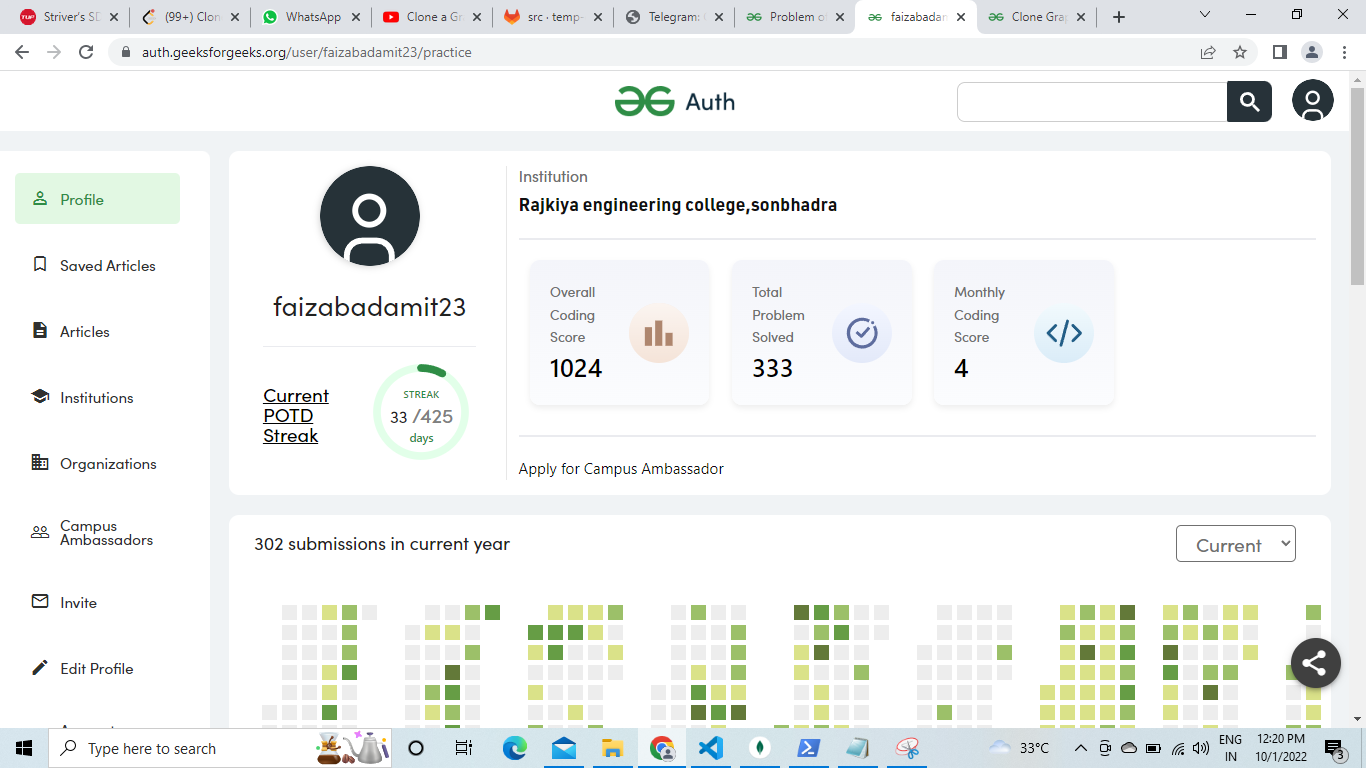 Striver's SD
(99+) Clon
WhatsApp
Clone a Gr
src · temp-
Telegram:
Problem of
faizabadam
Clone Grap
auth.geeksforgeeks.org/user/faizabadamit23/practice
Auth
Profile
Saved Articles
Articles
Institutions
Organizations
Campus
Ambassadors
Invite
Edit Profile
faizabadamit23
Current
POTD
Streak
STREAK
33 /425
days
Institution
Rajkiya engineering college,sonbhadra
Overall
Coding
Score
1024
Total
Problem
Solved
333
Monthly
Coding
Score
4
Apply for Campus Ambassador
302 submissions in current year
Current
Type here to search
33°C
ENG
IN
12:20 PM
10/1/2022
3